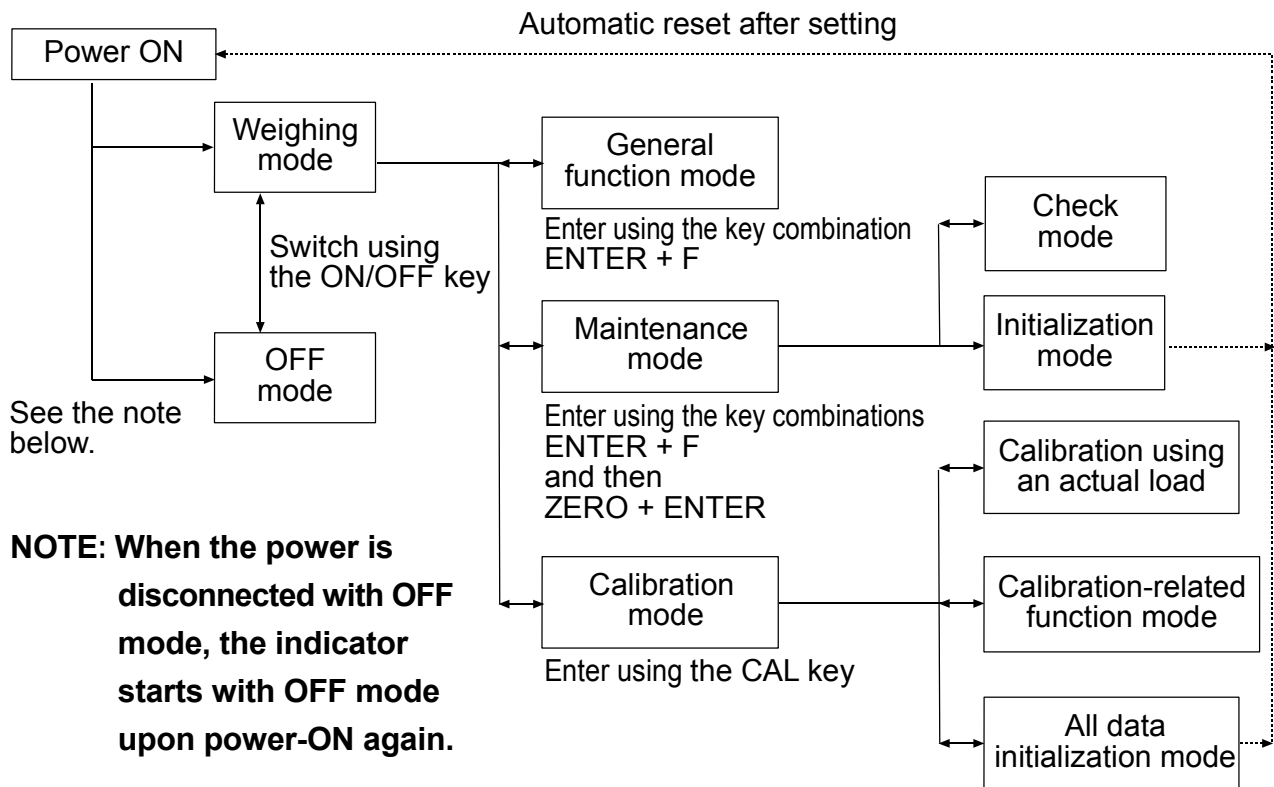 Automatic reset after setting
Power ON
Weighing
mode
General
function mode
Enter using the key combination
ENTER + F
Check
mode
Switch using
the ON/OFF key
Maintenance
mode
Initialization
mode
OFF
mode
See the note
below.
Enter using the key combinations
ENTER + F
and then
ZERO + ENTER
Calibration using
an actual load
NOTE: When the power is
disconnected with OFF
mode, the indicator
starts with OFF mode
upon power-ON again.
Calibration
mode
Enter using the CAL key
Calibration-related
function mode
All data
initialization mode